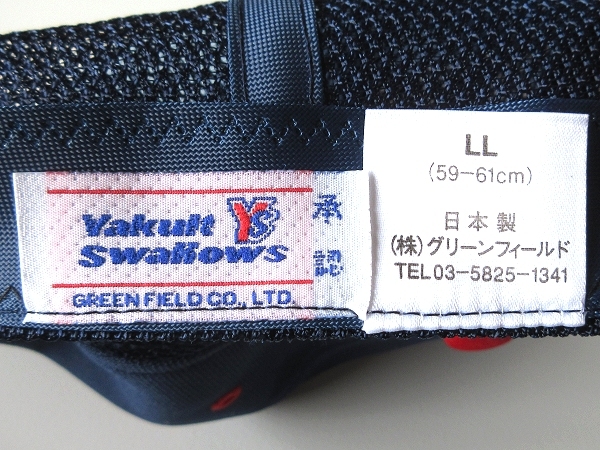 Yakult YS
Swallows
承認
GREEN FIELD CO., LTD.
LL
(59-61cm)
日本製
(株)グリーンフィールド
TEL03-5825-1341